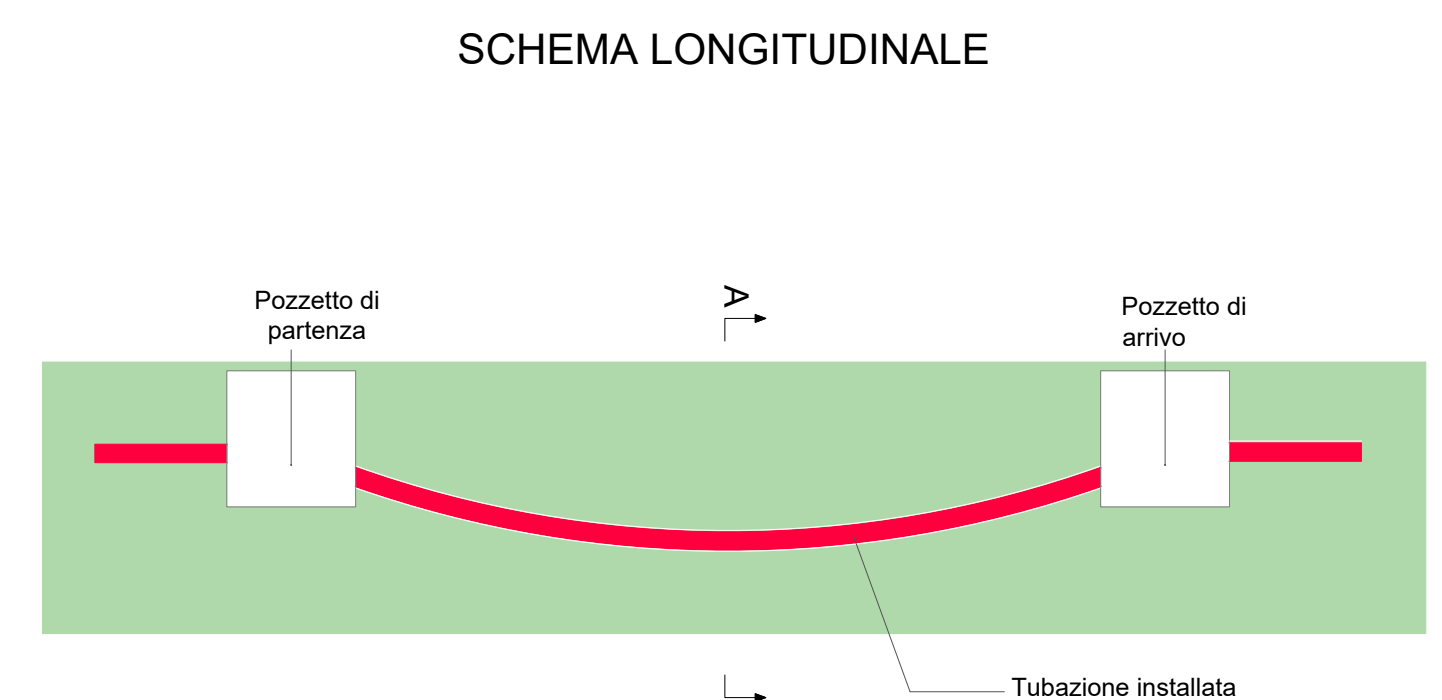 SCHEMA LONGITUDINALE
Pozzetto di
partenza
A
Pozzetto di
arrivo
Tubazione installata